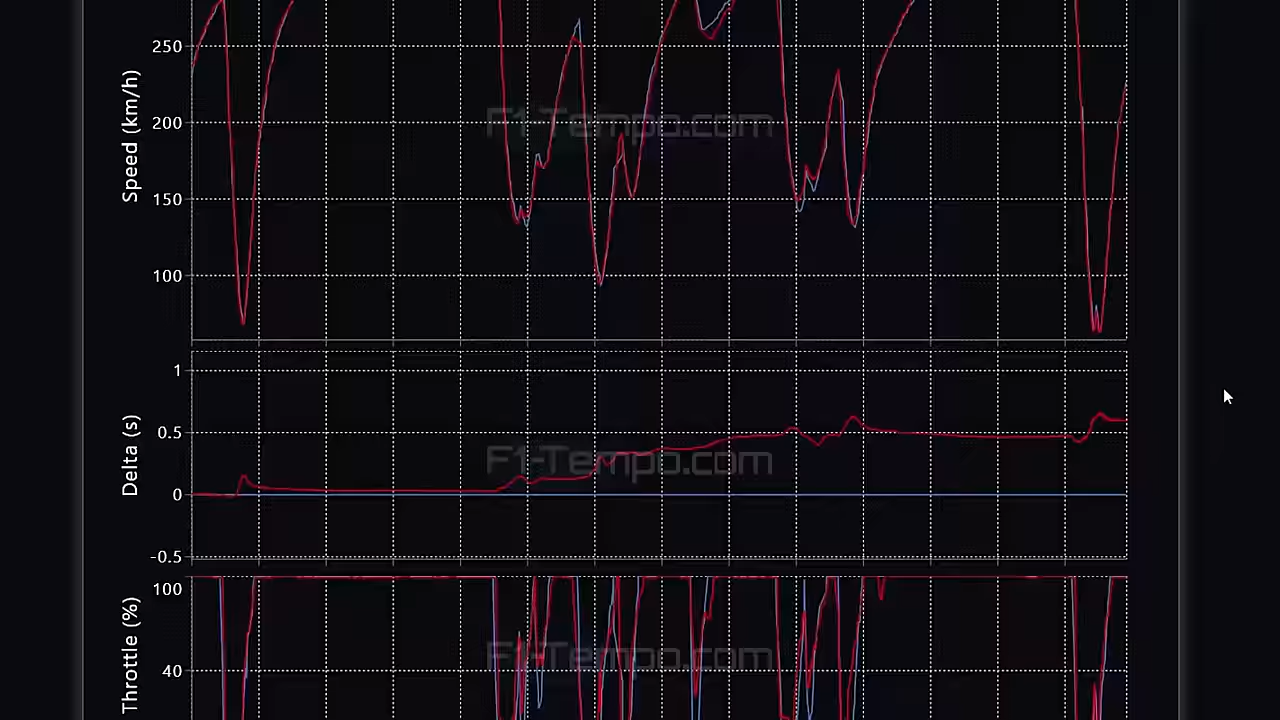 250
200
150
100
Speed (km/h)
F1-Tempo.com
1
0.5
0
-0.5
Delta (s)
F1-Tempo.com
100
40
Throttle (%)
F1-Tempo.com